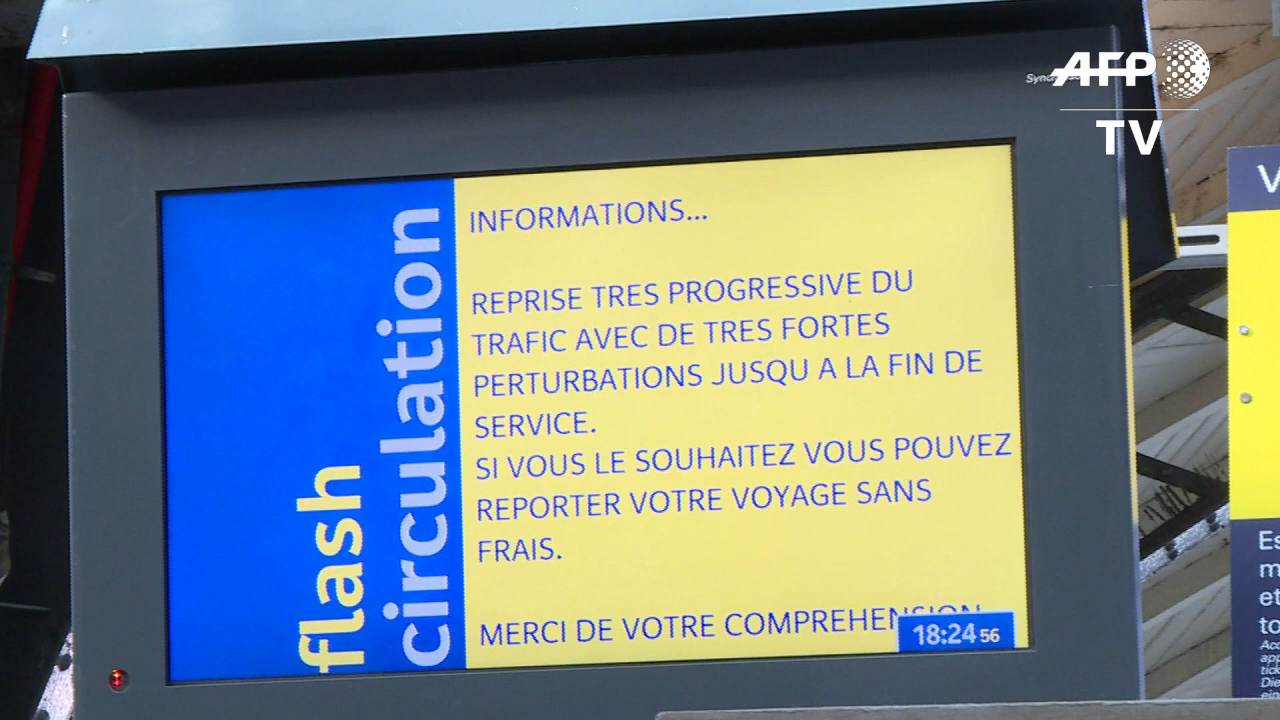 AFP
TV
flash
circulation
INFORMATIONS...
REPRISE TRES PROGRESSIVE DU
TRAFIC AVEC DE TRES FORTES
PERTURBATIONS JUSQU A LA FIN DE
SERVICE.
SI VOUS LE SOUHAITEZ VOUS POUVEZ
REPORTER VOTRE VOYAGE SANS
FRAIS.
MERCI DE VOTRE COMPREHENSION
18:24 56